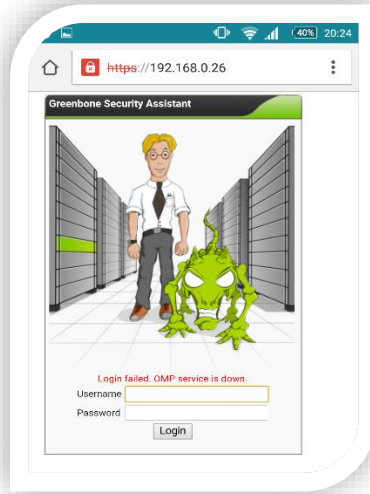 40% 20:24
https://192.168.0.26
Greenbone Security Assistant
Login failed. OMP service is down.
Username
Password
Login